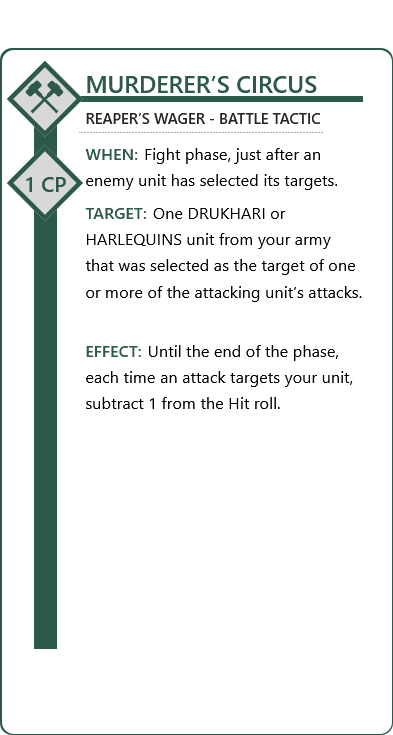 MURDERER’S CIRCUS
REAPER’S WAGER - BATTLE TACTIC
WHEN: Fight phase, just after an
enemy unit has selected its targets.
1 CP
TARGET: One DRUKHARI or
HARLEQUINS unit from your army
that was selected as the target of one
or more of the attacking unit’s attacks.
EFFECT: Until the end of the phase,
each time an attack targets your unit,
subtract 1 from the Hit roll.